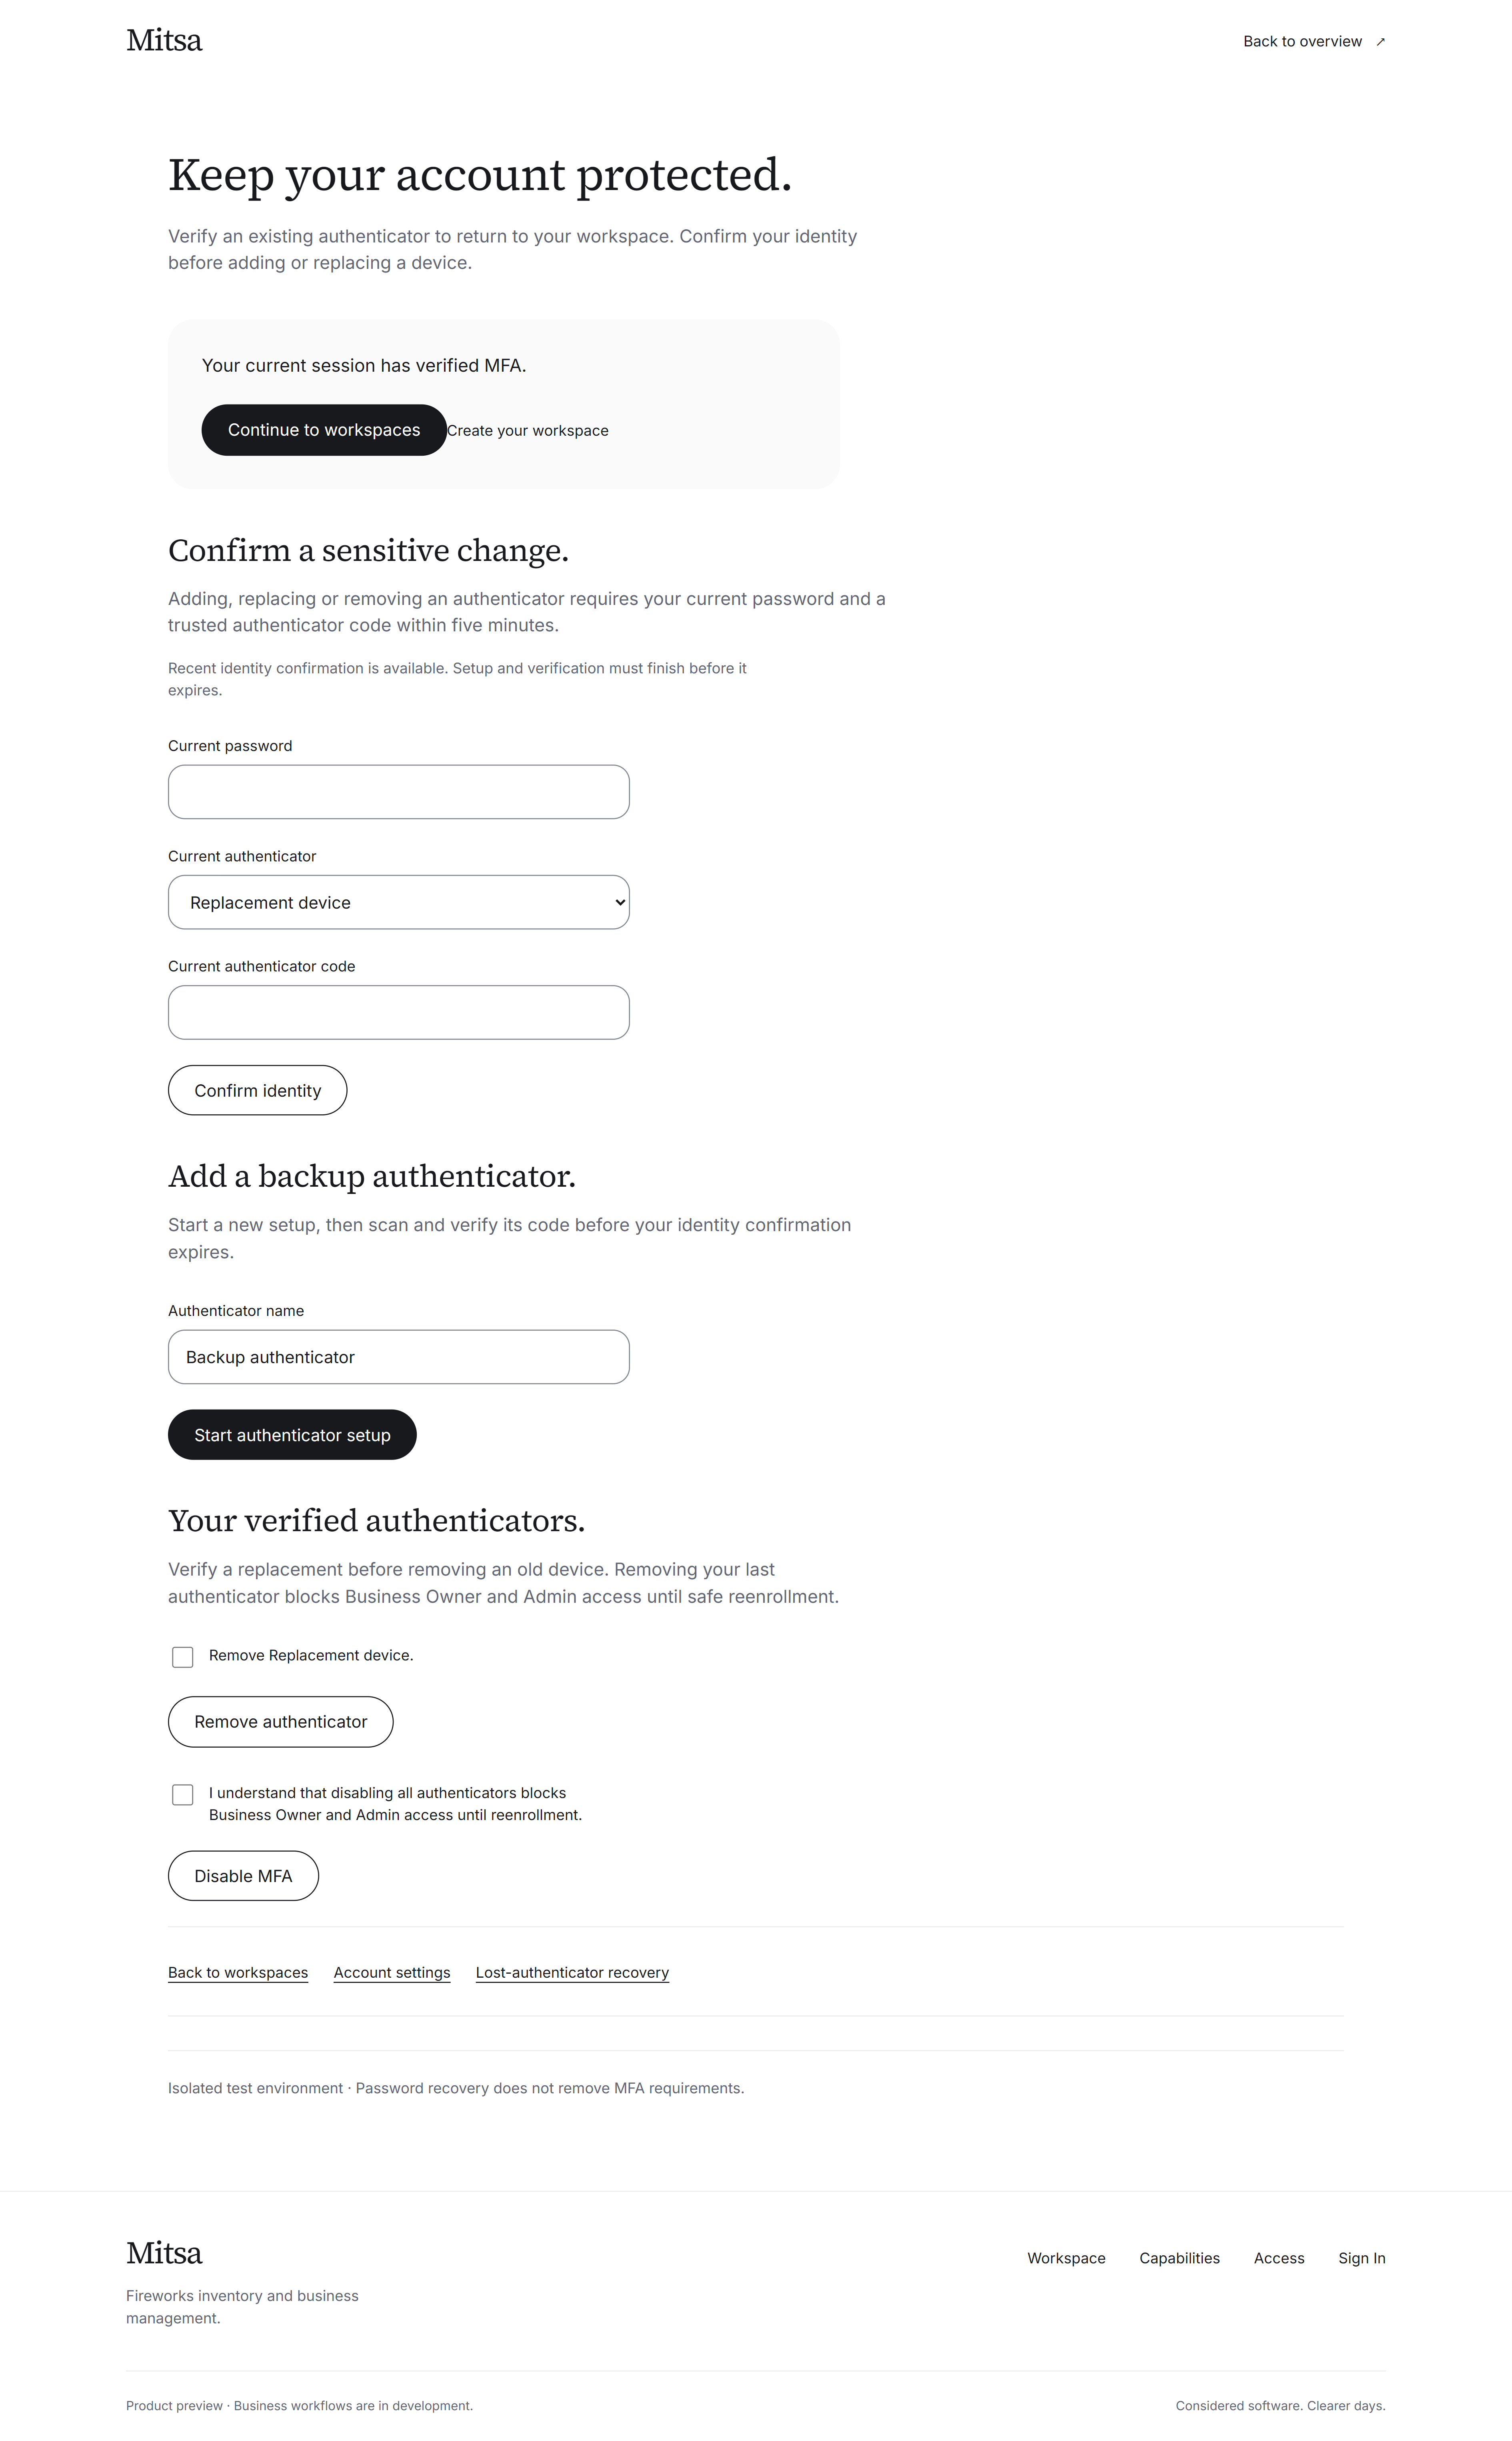 Mitsa
Back to overview ↗
Keep your account protected.
Verify an existing authenticator to return to your workspace. Confirm your identity
before adding or replacing a device.
Your current session has verified MFA.
Continue to workspaces
Create your workspace
Confirm a sensitive change.
Adding, replacing or removing an authenticator requires your current password and a
trusted authenticator code within five minutes.
Recent identity confirmation is available. Setup and verification must finish before it
expires.
Current password
Current authenticator
Replacement device
Current authenticator code
Confirm identity
Add a backup authenticator.
Start a new setup, then scan and verify its code before your identity confirmation
expires.
Authenticator name
Backup authenticator
Start authenticator setup
Your verified authenticators.
Verify a replacement before removing an old device. Removing your last
authenticator blocks Business Owner and Admin access until safe reenrollment.
Remove Replacement device.
Remove authenticator
I understand that disabling all authenticators blocks
Business Owner and Admin access until reenrollment.
Disable MFA
Back to workspaces Account settings Lost-authenticator recovery
Isolated test environment · Password recovery does not remove MFA requirements.
Mitsa
Workspace Capabilities Access Sign In
Fireworks inventory and business
management.
Product preview · Business workflows are in development.
Considered software. Clearer days.